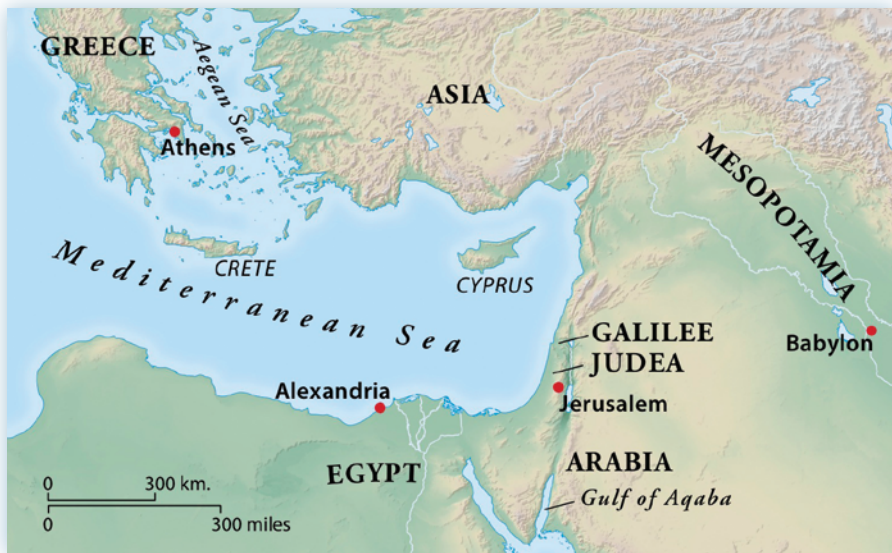 GREECE
Aegean Sea
Athens
ASIA
MESOPOTAMIA
CRETE
CYPRUS
Mediterranean Sea
GALILEE
JUDEA
Babylon
Alexandria
Jerusalem
EGYPT
ARABIA
Gulf of Aqaba
0 300 km.
0 300 miles